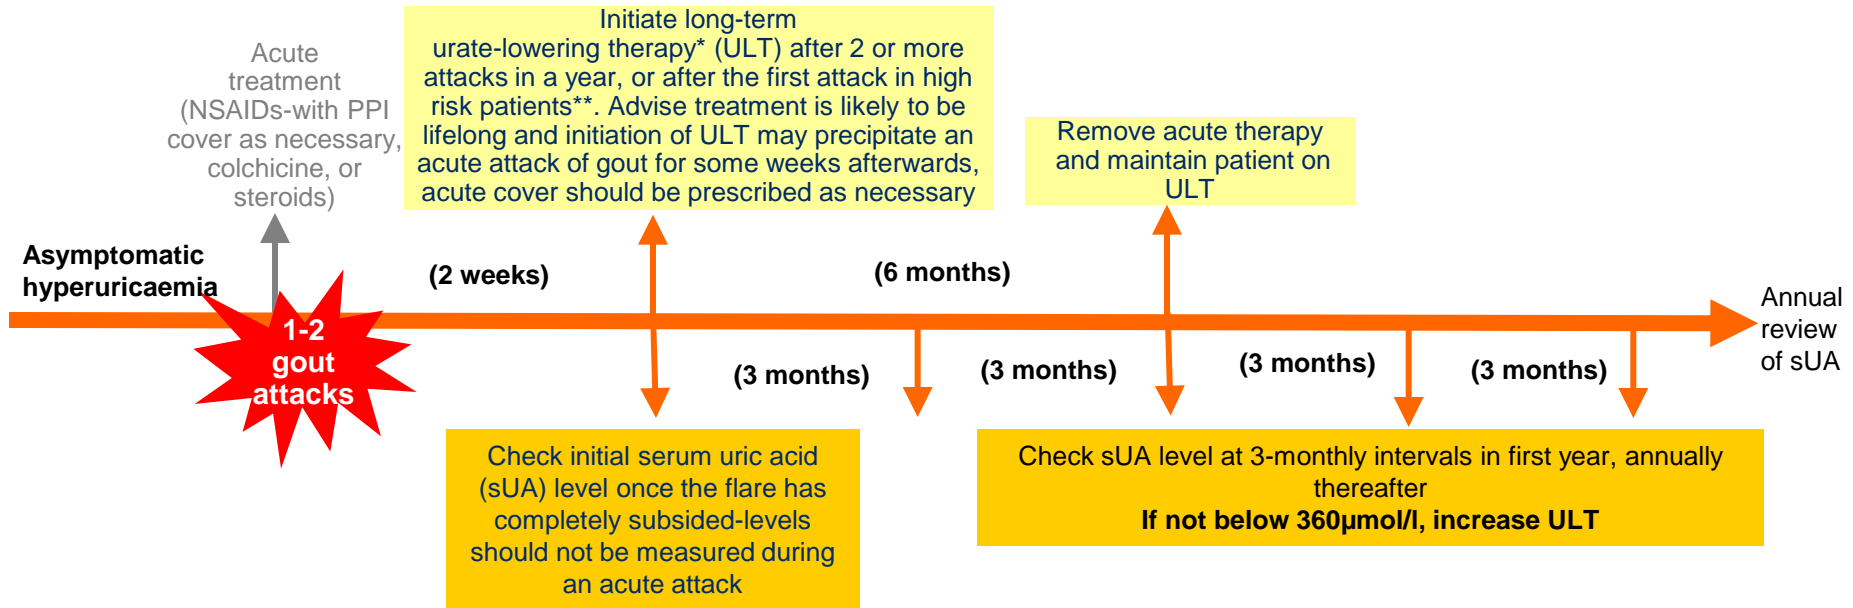 Acute
treatment
(NSAIDs-with PPI
cover as necessary,
colchicine, or
steroids)
Initiate long-term
urate-lowering therapy* (ULT) after 2 or more
attacks in a year, or after the first attack in high
risk patients**. Advise treatment is likely to be
lifelong and initiation of ULT may precipitate an
acute attack of gout for some weeks afterwards,
acute cover should be prescribed as necessary
Remove acute therapy
and maintain patient on
ULT
Asymptomatic
hyperuricaemia
(2 weeks)
(6 months)
1-2
gout
attacks
Annual
review
of sUA
(3 months)
(3 months)
(3 months)
(3 months)
Check initial serum uric acid
(sUA) level once the flare has
completely subsided-levels
should not be measured during
an acute attack
Check sUA level at 3-monthly intervals in first year, annually
thereafter
If not below 360µmol/l, increase ULT